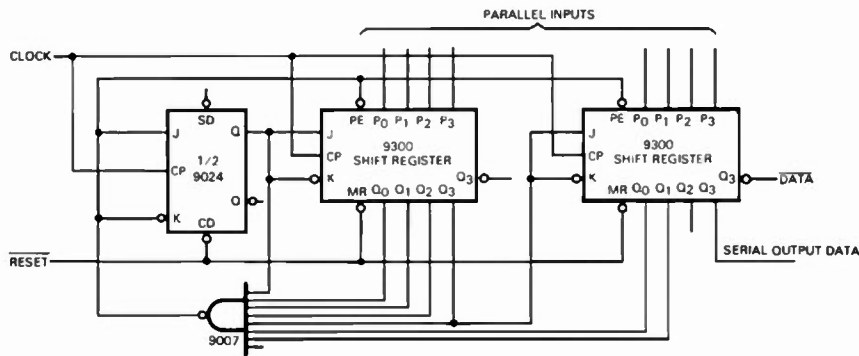 PARALLEL INPUTS
CLOCK
SD
J Q
1/2
9024
CP
K Q
CD
PE P0 P1 P2 P3
J
9300
SHIFT REGISTER
CP
K Q3
MR Q0 Q1 Q2 Q3
PE P0 P1 P2 P3
J
9300
SHIFT REGISTER
CP
K Q3
MR Q0 Q1 Q2 Q3
DATA
RESET
SERIAL OUTPUT DATA
9007